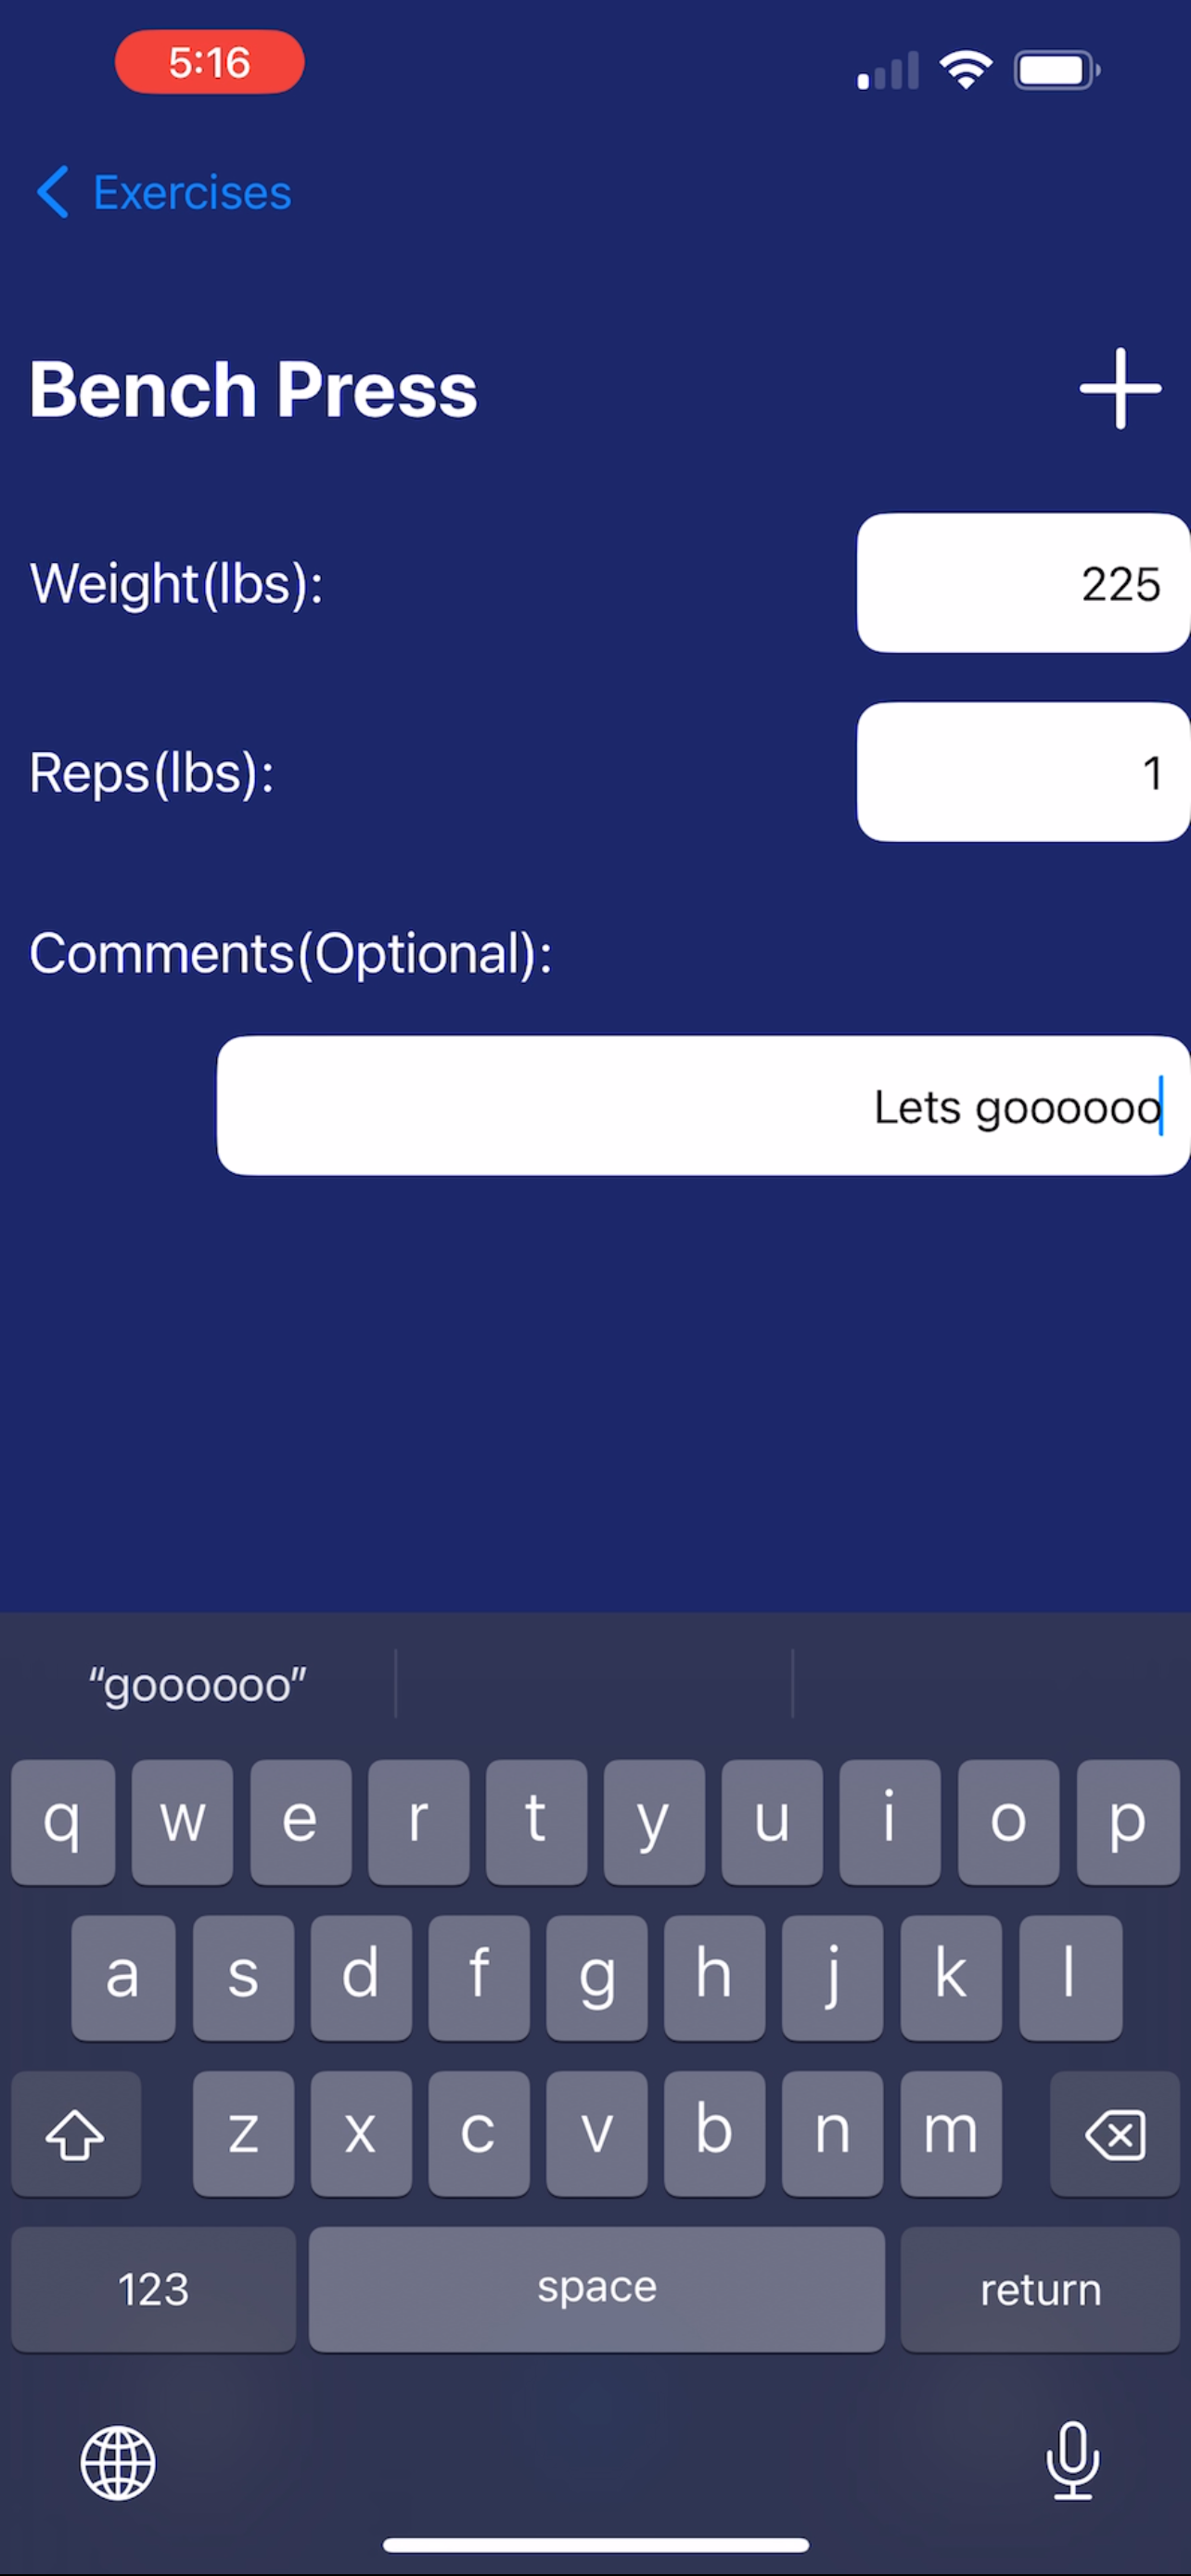 5:16
Exercises
Bench Press
Weight(lbs):
225
Reps(lbs):
1
Comments(Optional):
Lets goooooo
“goooooo”
q w e r t y u i o p
a s d f g h j k l
z x c v b n m
123 space return